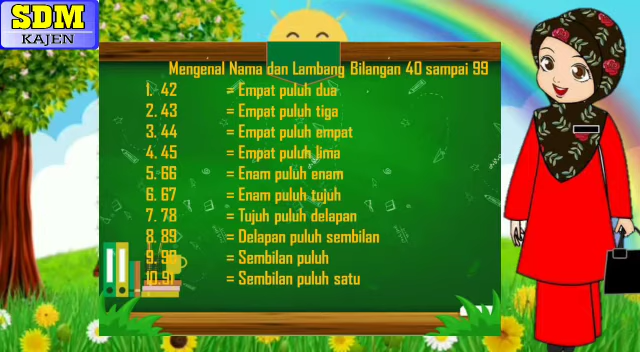 SDM
KAJEN
Mengenal Nama dan Lambang Bilangan 40 sampai 99
1. 42 = Empat puluh dua
2. 43 = Empat puluh tiga
3. 44 = Empat puluh empat
4. 45 = Empat puluh lima
5. 66 = Enam puluh enam
6. 67 = Enam puluh tujuh
7. 78 = Tujuh puluh delapan
8. 89 = Delapan puluh sembilan
9. 90 = Sembilan puluh
10.91 = Sembilan puluh satu